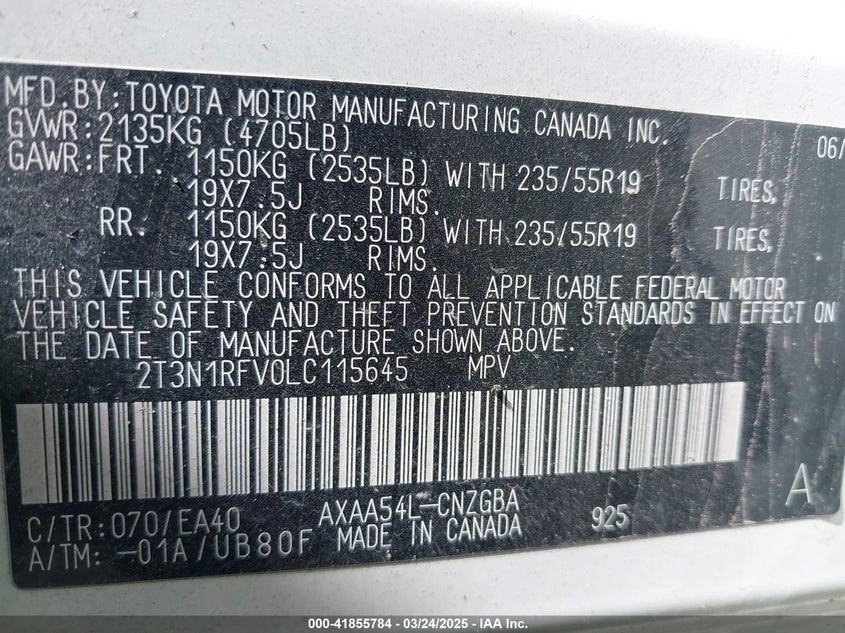 MFD.BY:TOYOTA MOTOR MANUFACTURING CANADA INC. 06/
GVWR:2135KG (4705LB)
GAWR:FRT. 1150KG (2535LB) WITH 235/55R19 TIRES,
19X7.5J RIMS.
RR. 1150KG (2535LB) WITH 235/55R19 TIRES,
19X7.5J RIMS.
THIS VEHICLE CONFORMS TO ALL APPLICABLE FEDERAL MOTOR
VEHICLE SAFETY AND THEFT PREVENTION STANDARDS IN EFFECT ON
THE DATE OF MANUFACTURE SHOWN ABOVE.
2T3N1RFV0LC115645 MPV
C/TR:070/EA40 AXAA54L-CNZGBA 925 A
A/TM:-01A/UB80F MADE IN CANADA
000-41855784 - 03/24/2025 - IAA Inc.